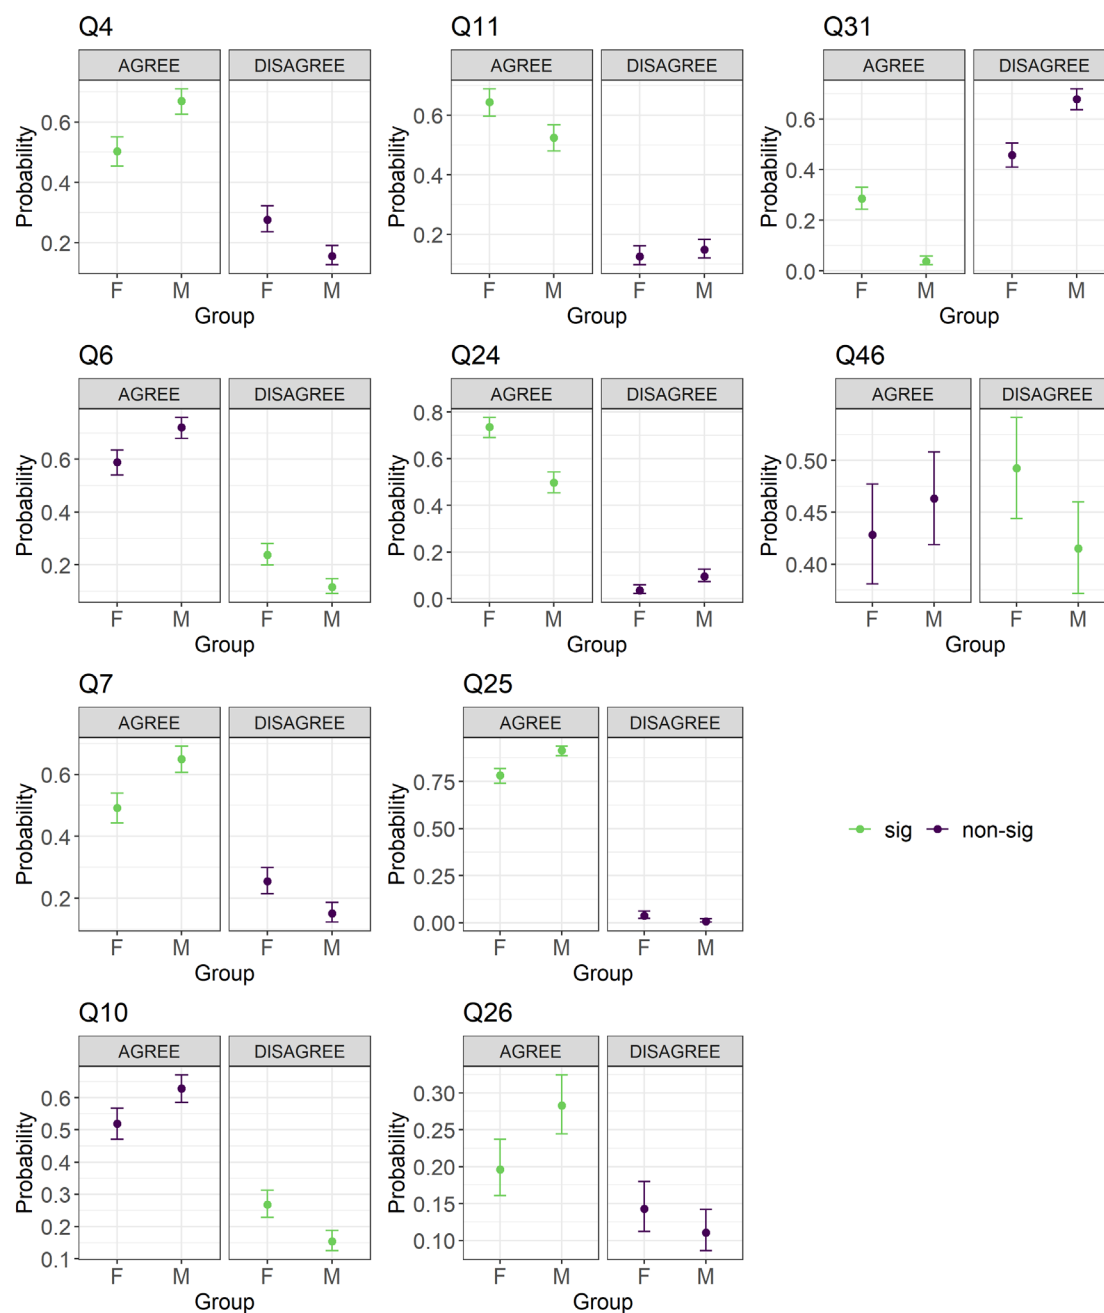 Q4
AGREE DISAGREE
Probability
0.6
0.4
0.2
F M F M
Group
Q11
AGREE DISAGREE
Probability
0.6
0.4
0.2
F M F M
Group
Q31
AGREE DISAGREE
Probability
0.6
0.4
0.2
0.0
F M F M
Group
Q6
AGREE DISAGREE
Probability
0.6
0.4
0.2
F M F M
Group
Q24
AGREE DISAGREE
Probability
0.8
0.6
0.4
0.2
0.0
F M F M
Group
Q46
AGREE DISAGREE
Probability
0.50
0.45
0.40
F M F M
Group
Q7
AGREE DISAGREE
Probability
0.6
0.4
0.2
F M F M
Group
Q25
AGREE DISAGREE
Probability
0.75
0.50
0.25
0.00
F M F M
Group
sig non-sig
Q10
AGREE DISAGREE
Probability
0.6
0.5
0.4
0.3
0.2
0.1
F M F M
Group
Q26
AGREE DISAGREE
Probability
0.30
0.25
0.20
0.15
0.10
F M F M
Group